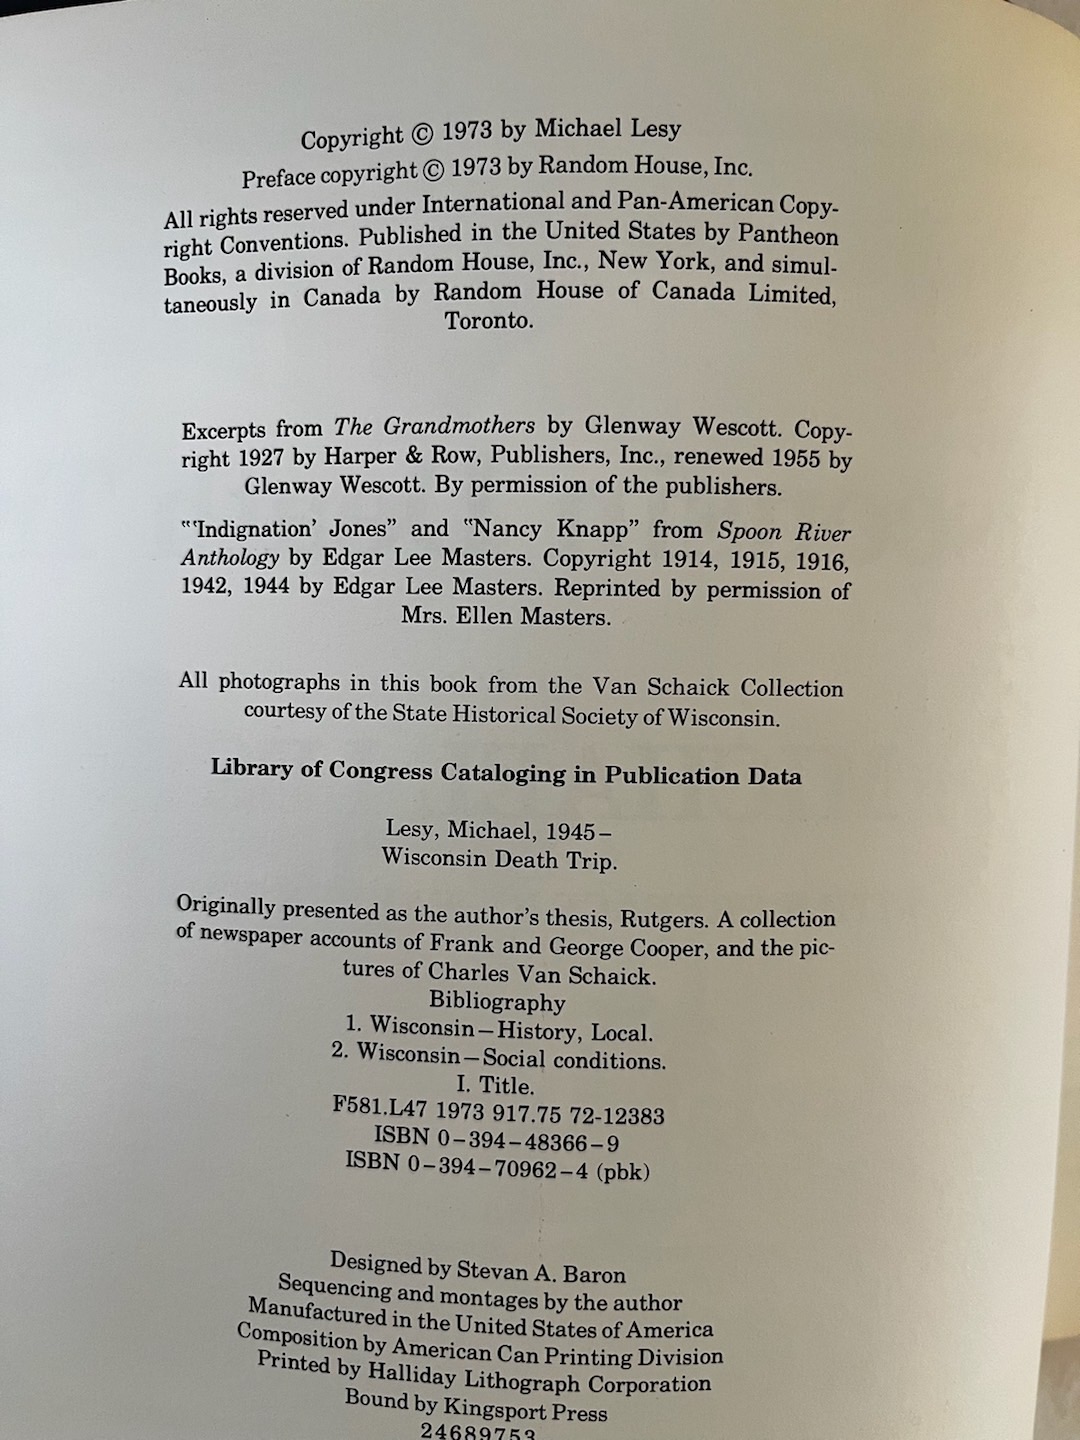 Copyright © 1973 by Michael Lesy
Preface copyright © 1973 by Random House, Inc.
All rights reserved under International and Pan-American Copy-
right Conventions. Published in the United States by Pantheon
Books, a division of Random House, Inc., New York, and simul-
taneously in Canada by Random House of Canada Limited,
Toronto.
Excerpts from The Grandmothers by Glenway Wescott. Copy-
right 1927 by Harper & Row, Publishers, Inc., renewed 1955 by
Glenway Wescott. By permission of the publishers.
"'Indignation' Jones" and "Nancy Knapp" from Spoon River
Anthology by Edgar Lee Masters. Copyright 1914, 1915, 1916,
1942, 1944 by Edgar Lee Masters. Reprinted by permission of
Mrs. Ellen Masters.
All photographs in this book from the Van Schaick Collection
courtesy of the State Historical Society of Wisconsin.
Library of Congress Cataloging in Publication Data
Lesy, Michael, 1945–
Wisconsin Death Trip.
Originally presented as the author's thesis, Rutgers. A collection
of newspaper accounts of Frank and George Cooper, and the pic-
tures of Charles Van Schaick.
Bibliography
1. Wisconsin—History, Local.
2. Wisconsin—Social conditions.
I. Title.
F581.L47 1973 917.75 72-12383
ISBN 0–394–48366–9
ISBN 0–394–70962–4 (pbk)
Designed by Stevan A. Baron
Sequencing and montages by the author
Manufactured in the United States of America
Composition by American Can Printing Division
Printed by Halliday Lithograph Corporation
Bound by Kingsport Press
24689753